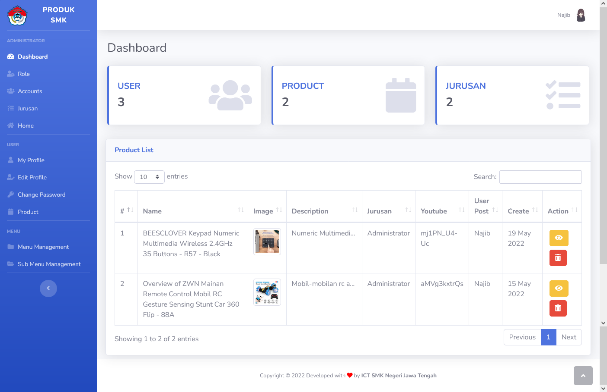 PRODUK
SMK
ADMINISTRATOR
Dashboard
Role
Accounts
Jurusan
Home
USER
My Profile
Edit Profile
Change Password
Product
MENU
Menu Management
Sub Menu Management
Najib
Dashboard
USER
3
PRODUCT
2
JURUSAN
2
Product List
Show 10 entries
Search:
# Name Image Description Jurusan Youtube User Post Create Action
1 BEESCLOVER Keypad Numeric Numeric Multimedi... Administrator mj1PNLU4- Najib 19 May
Multimedia Wireless 2.4GHz Uc 2022
35 Buttons - R57 - Black
2 Overview of ZWN Mainan Mobil-mobilan rc a... Administrator aMVg3kxtrQs Najib 15 May
Remote Control Mobil RC 2022
Gesture Sensing Stunt Car 360
Flip - 88A
Showing 1 to 2 of 2 entries
Previous 1 Next
Copyright © 2022 Developed with ❤ by ICT SMK Negeri Jawa Tengah